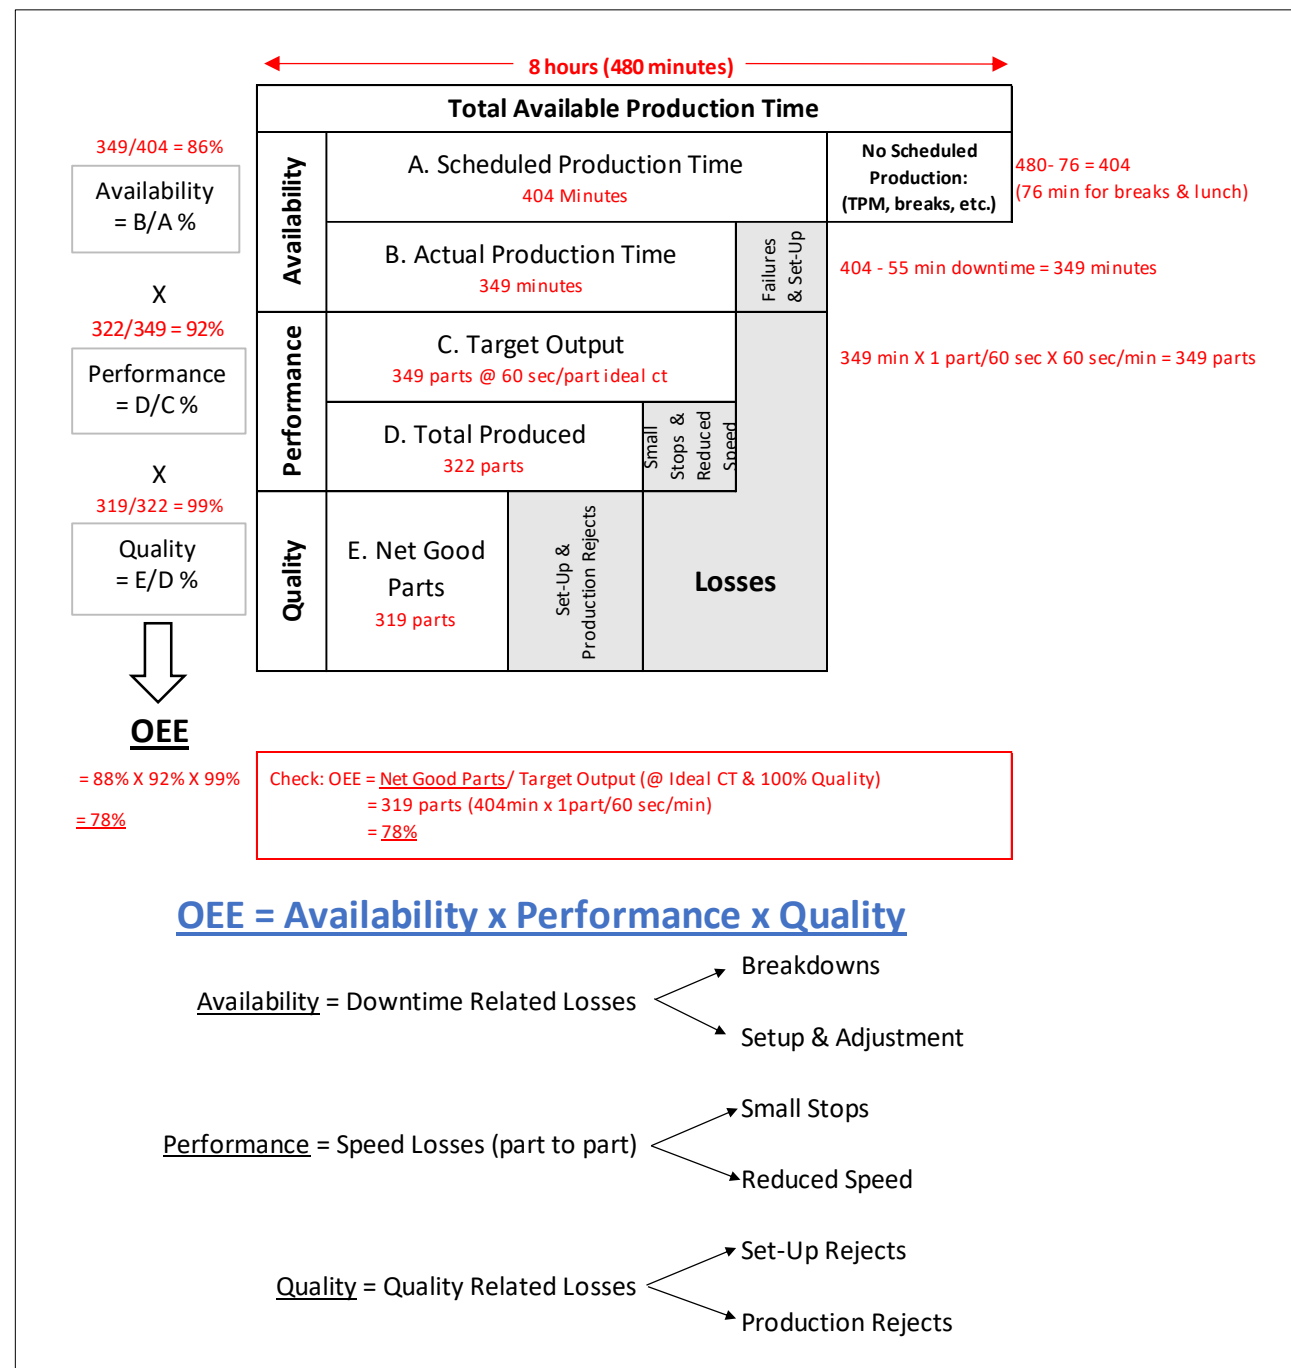 8 hours (480 minutes)
Total Available Production Time
349/404 = 86%
Availability
= B/A %
X
322/349 = 92%
Performance
= D/C %
X
319/322 = 99%
Quality
= E/D %
OEE
= 88% X 92% X 99%
= 78%
Availability
A. Scheduled Production Time
404 Minutes
No Scheduled
Production:
(TPM, breaks, etc.)
480- 76 = 404
(76 min for breaks & lunch)
B. Actual Production Time
349 minutes
Failures
& Set-Up
404 - 55 min downtime = 349 minutes
Performance
C. Target Output
349 parts @ 60 sec/part ideal ct
349 min X 1 part/60 sec X 60 sec/min = 349 parts
D. Total Produced
322 parts
Small
Stops &
Reduced
Speed
Quality
E. Net Good
Parts
319 parts
Set-Up &
Production Rejects
Losses
Check: OEE = Net Good Parts/ Target Output (@ Ideal CT & 100% Quality)
= 319 parts (404min x 1part/60 sec/min)
= 78%
OEE = Availability x Performance x Quality
Availability = Downtime Related Losses
Breakdowns
Setup & Adjustment
Performance = Speed Losses (part to part)
Small Stops
Reduced Speed
Quality = Quality Related Losses
Set-Up Rejects
Production Rejects